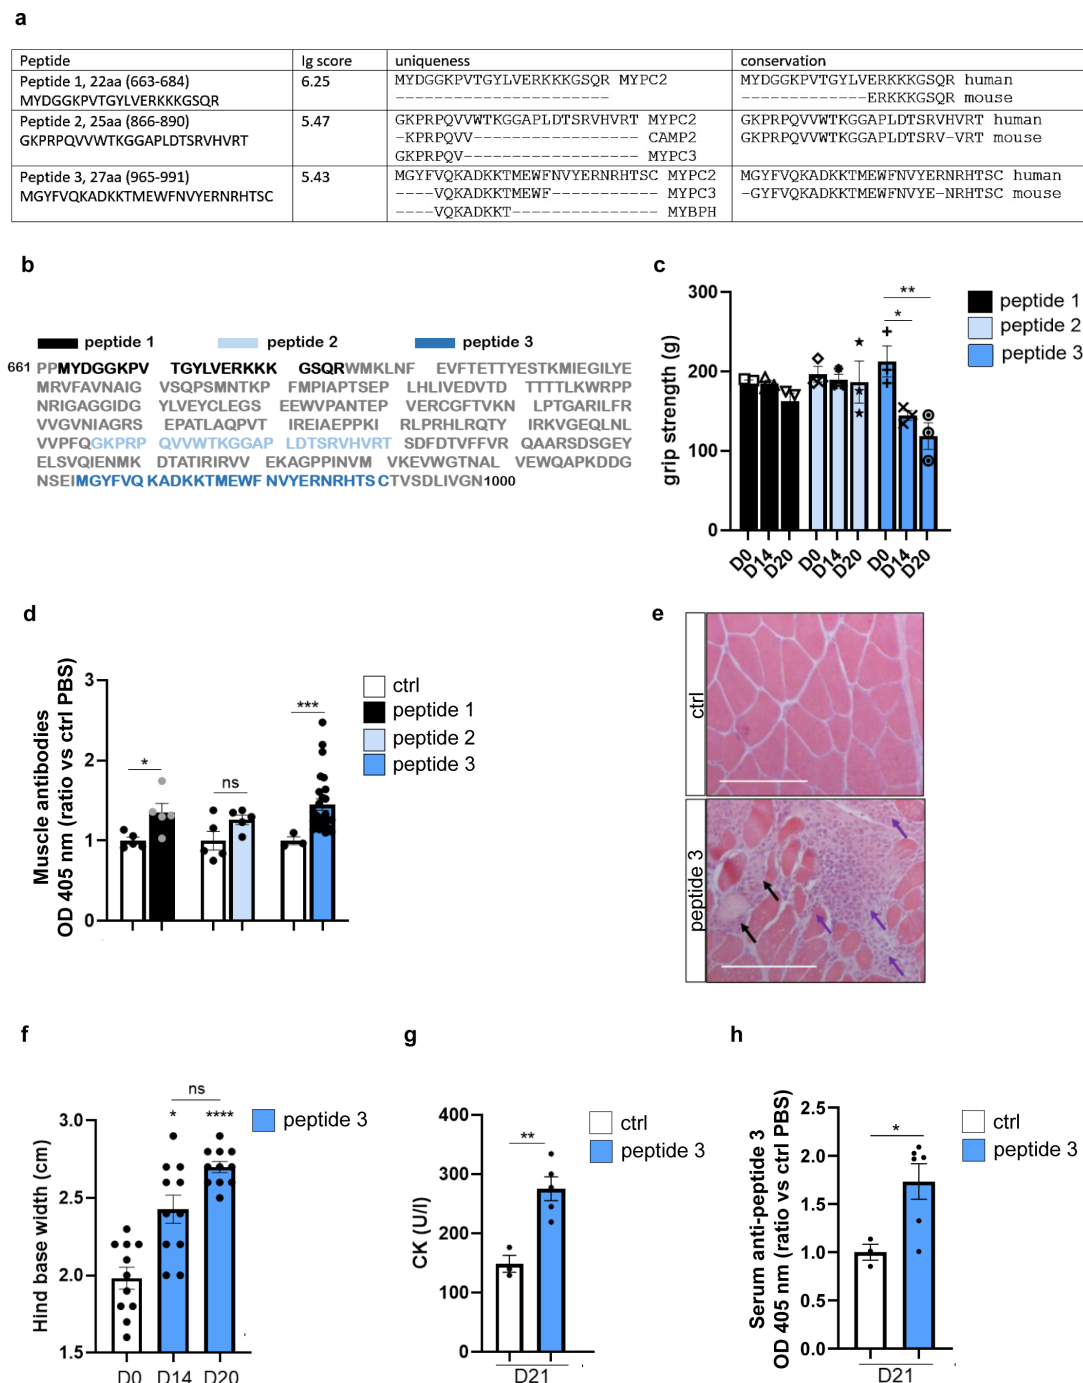 a
Peptide Ig score uniqueness conservation
Peptide 1, 22aa (663-684) 6.25 MYDGGKPVTGYLVERKKKGSQR MYPC2 MYDGGKPVTGYLVERKKKGSQR human
MYDGGKPVTGYLVERKKKGSQR ---------------------- -------------ERKKKGSQR mouse
Peptide 2, 25aa (866-890) 5.47 GKPRPQVVWTKGGAPLDTSRVHVRT MYPC2 GKPRPQVVWTKGGAPLDTSRVHVRT human
GKPRPQVVWTKGGAPLDTSRVHVRT -KPRPQVV----------------- CAMP2 GKPRPQVVWTKGGAPLDTSRV-VRT mouse
GKPRPQV------------------ MYPC3
Peptide 3, 27aa (965-991) 5.43 MGYFVQKADKKTMEWFNVYERNRHTSC MYPC2 MGYFVQKADKKTMEWFNVYERNRHTSC human
MGYFVQKADKKTMEWFNVYERNRHTSC ----VQKADKKTMEWF----------- MYPC3 -GYFVQKADKKTMEWFNVYE-NRHTSC mouse
----VQKADKKT--------------- MYBPH
b
peptide 1 peptide 2 peptide 3
661 PPMYDGGKPV TGYLVERKKK GSQRWMKLNF EVFTETTYESTKMIEGILYE
MRVFAVNAIG VSQPSMNTKP FMPIAPTSEP LHLIVEDVTD TTTTLKWRPP
NRIGAGGIDG YLVEYCLEGS EEWVPANTEP VERCGFTVKN LPTGARILFR
VVGVNIAGRS EPATLAQPVT IREIAEPPKI RLPRHLRQTY IRKVGEQLNL
VVPFQGKPRP QVVWTKGGAP LDTSRVHVRT SDFDTVFFVR QAARSDSGEY
ELSVQIENMK DTATIRIRVV EKAGPPINVM VKEVWGTNAL VEWQAPKDDG
NSEIMGYFVQ KADKKTMEWF NVYERNRHTS CTVSDLIVGN1000
c
grip strength (g)
300
200
100
0
** 
*
D0 D14 D20 D0 D14 D20 D0 D14 D20
peptide 1
peptide 2
peptide 3
d
Muscle antibodies
OD 405 nm (ratio vs ctrl PBS)
3
2
1
0
* ns ***
ctrl
peptide 1
peptide 2
peptide 3
e
ctrl
peptide 3
f
Hind base width (cm)
3.0
2.5
2.0
1.5
ns
* ****
D0 D14 D20
peptide 3
g
CK (U/l)
400
300
200
100
0
**
D21
ctrl
peptide 3
h
Serum anti-peptide 3
OD 405 nm (ratio vs ctrl PBS)
2.5
2.0
1.5
1.0
0.5
0.0
*
D21
ctrl
peptide 3